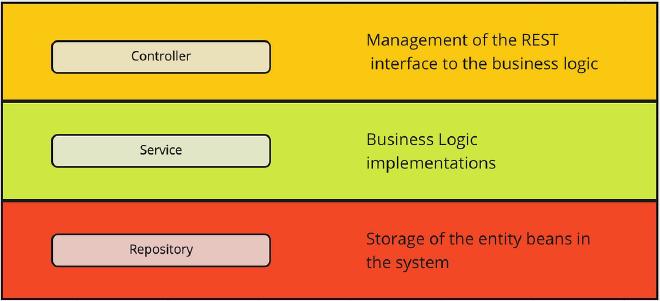 Controller
Management of the REST
interface to the business logic
Service
Business Logic
implementations
Repository
Storage of the entity beans in
the system